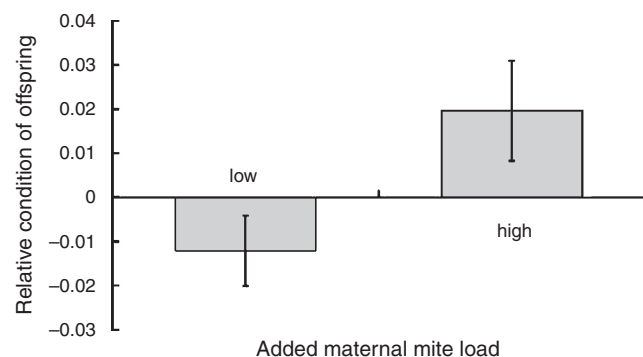 Relative condition of offspring
0.04
0.03
0.02
0.01
0
−0.01
−0.02
−0.03
low
high
Added maternal mite load